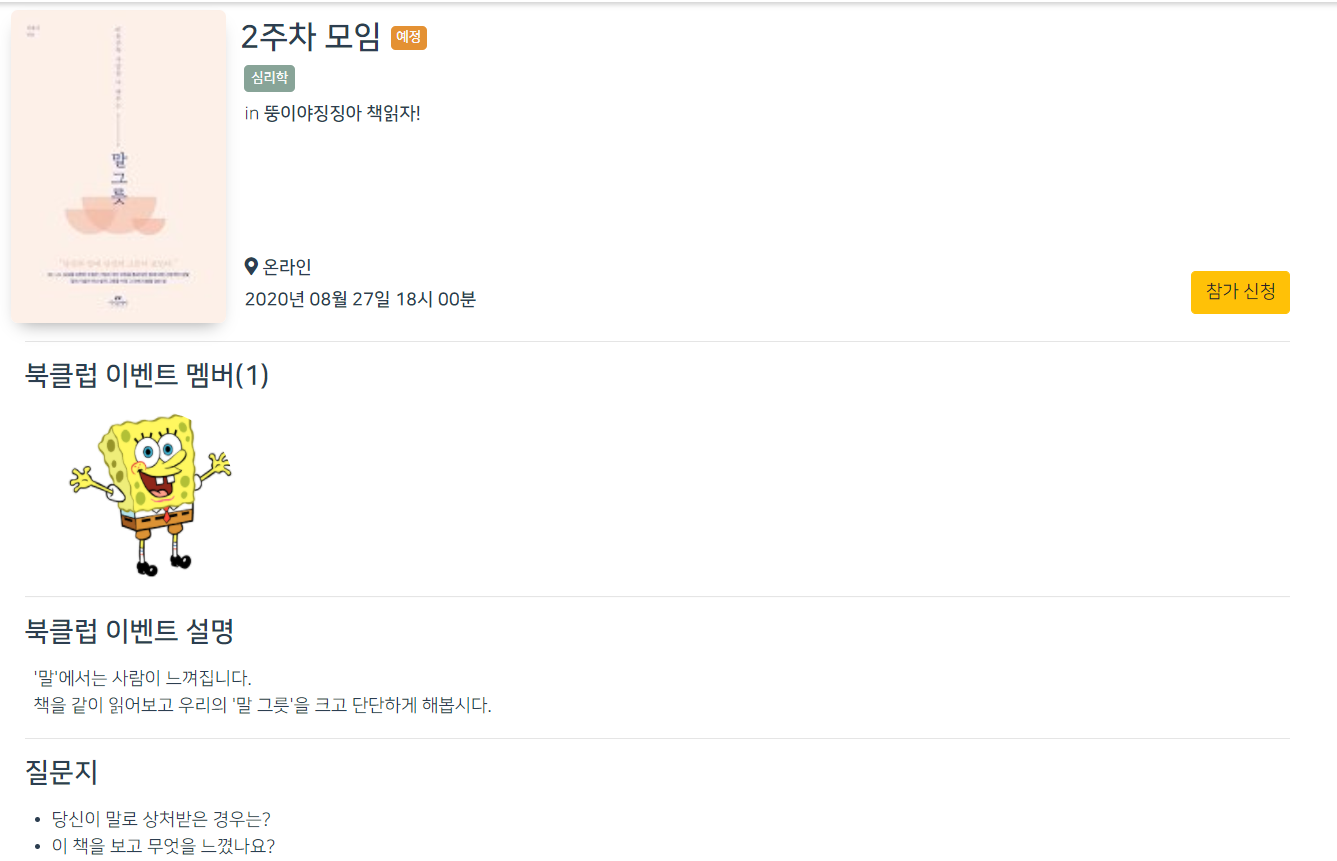 2주차 모임 예정
심리학
in 뚱이야징징아 책읽자!
말
그
릇
온라인
2020년 08월 27일 18시 00분
참가 신청
북클럽 이벤트 멤버(1)
북클럽 이벤트 설명
'말'에서는 사람이 느껴집니다.
책을 같이 읽어보고 우리의 '말 그릇'을 크고 단단하게 해봅시다.
질문지
• 당신이 말로 상처받은 경우는?
• 이 책을 보고 무엇을 느꼈나요?